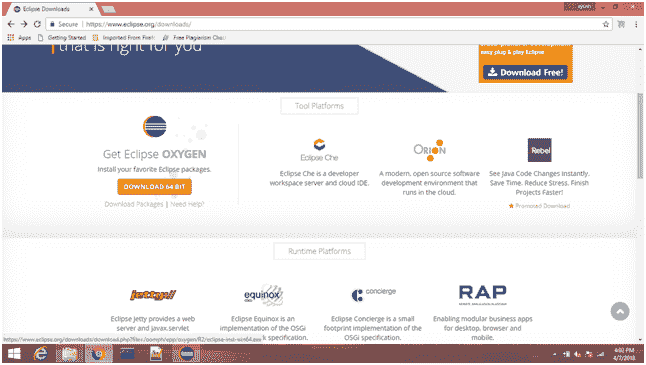 Eclipse Downloads
Secure | https://www.eclipse.org/downloads/
Apps Getting Started Imported From Firef Free Plagiarism Chec
that is right for you
easy plug & play Eclipse
Download Free!
Tool Platforms
Get Eclipse OXYGEN
Install your favorite Eclipse packages.
DOWNLOAD 64 BIT
Download Packages | Need Help?
Eclipse Che
Eclipse Che is a developer
workspace server and cloud IDE.
ORION
A modern, open source software
development environment that
runs in the cloud.
Rebel
See Java Code Changes Instantly.
Save Time. Reduce Stress. Finish
Projects Faster!
Promoted Download
Runtime Platforms
jetty://
Eclipse Jetty provides a web
server and javax.servlet
equinox
OSGi
Eclipse Equinox is an
implementation of the OSGi
k specification.
concierge
Eclipse Concierge is a small
footprint implementation of the
OSGi specification.
RAP
Enabling modular business apps
for desktop, browser and
mobile.
https://www.eclipse.org/downloads/download.php?file=/oomph/epp/oxygen/R2/eclipse-inst-win64.exe
4:02 PM
4/7/2018